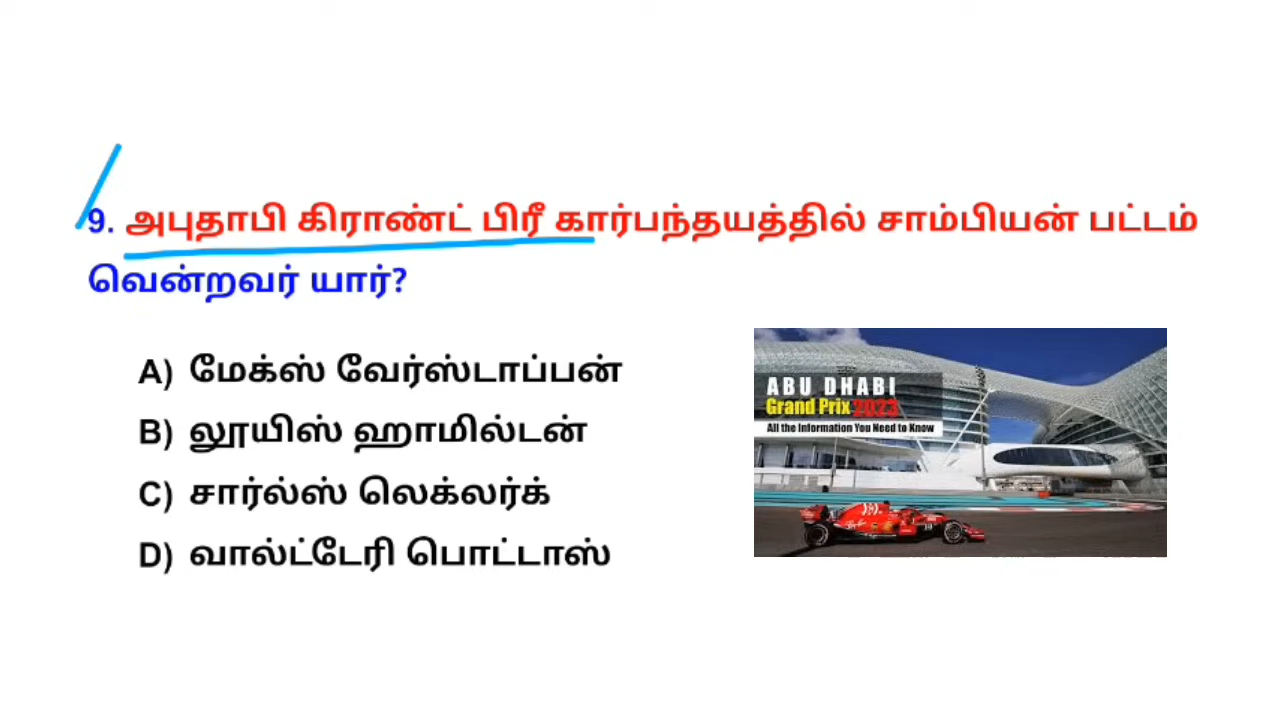 9. அபுதாபி கிராண்ட் பிரீ கார்பந்தயத்தில் சாம்பியன் பட்டம்
வென்றவர் யார்?
A) மேக்ஸ் வேர்ஸ்டாப்பன்
B) லூயிஸ் ஹாமில்டன்
C) சார்ல்ஸ் லெக்லர்க்
D) வால்ட்டேரி பொட்டாஸ்
ABU DHABI
Grand Prix 2023
All the Information You Need to Know